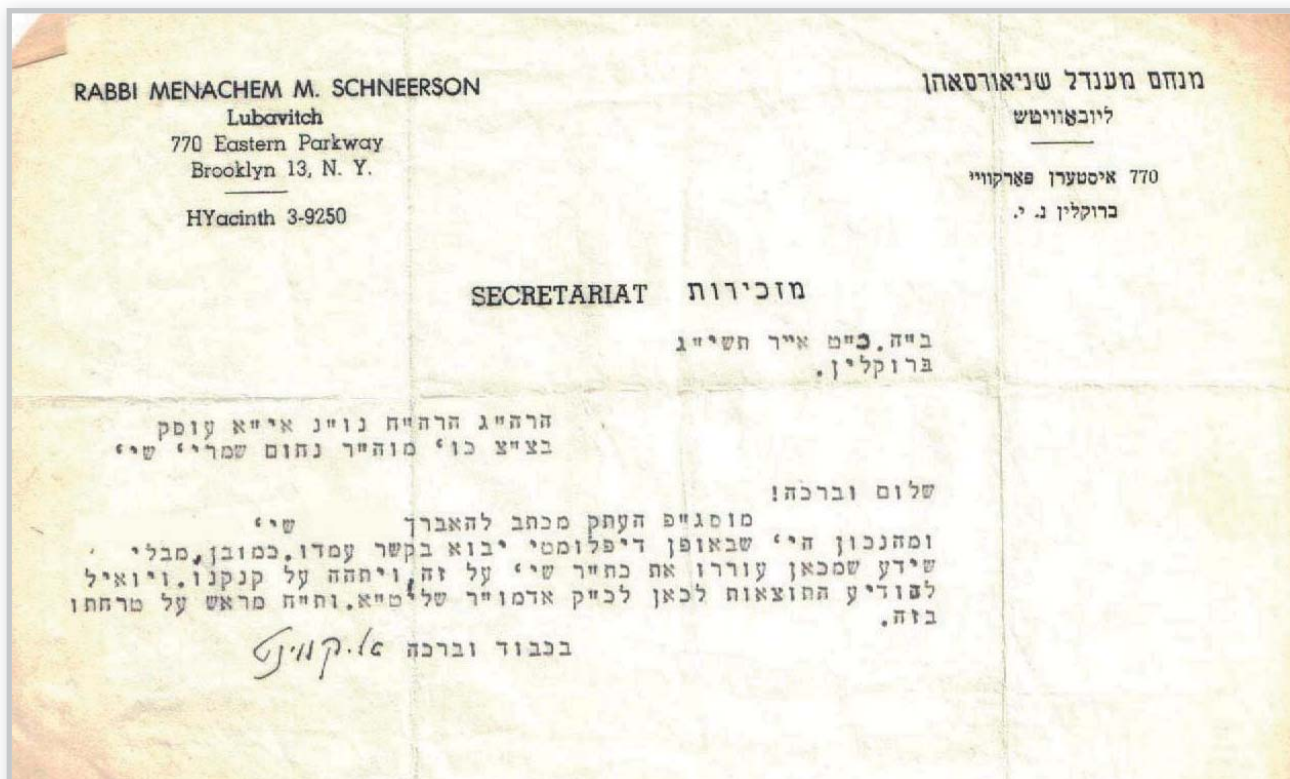 RABBI MENACHEM M. SCHNEERSON
Lubavitch
770 Eastern Parkway
Brooklyn 13, N. Y.
HYacinth 3-9250
מנחם מענדל שניאורסאהן
ליובאוויטש
770 איסטערן פארקוויי
ברוקלין נ. י.
SECRETARIAT מזכירות
ב"ה. כ"ט אייר תשי"ג
ברוקלין.
הרה"ג הרה"ח נו"נ אי"א עוסק
בצ"צ כו' מוהר"ר נחום שמרי' שי'
שלום וברכה!
מוסג"פ העתק מכתב להאברך שי'
ומהנכון הי' שבאופן דיפלומטי יבוא בקשר עמדו. כמובן, מבלי
שידע שמכאן עוררו את כת"ר שי' על זה, ויתהה על קנקנו. ויואיל
להודיע התוצאות לכאן לכ"ק אדמו"ר שליט"א. ות"ח מראש על טרחתו
בזה.
בכבוד וברכה א. קווינט